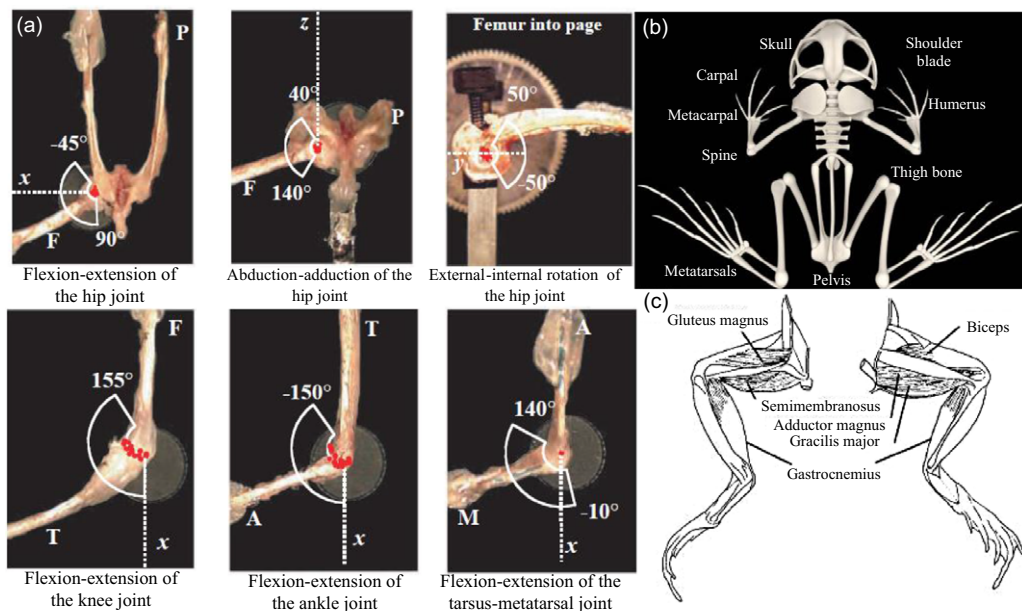 (a)
P
-45°
x
F
90°
Flexion-extension of
the hip joint
z
40°
P
F
140°
Abduction-adduction of the
hip joint
Femur into page
50°
y
-50°
External-internal rotation of
the hip joint
F
155°
T
x
Flexion-extension of
the knee joint
T
-150°
A
x
Flexion-extension of
the ankle joint
A
140°
M
-10°
x
Flexion-extension of the
tarsus-metatarsal joint
(b)
Skull
Shoulder
blade
Carpal
Metacarpal
Humerus
Spine
Thigh bone
Metatarsals
Pelvis
(c)
Gluteus magnus
Biceps
Semimembranosus
Adductor magnus
Gracilis major
Gastrocnemius